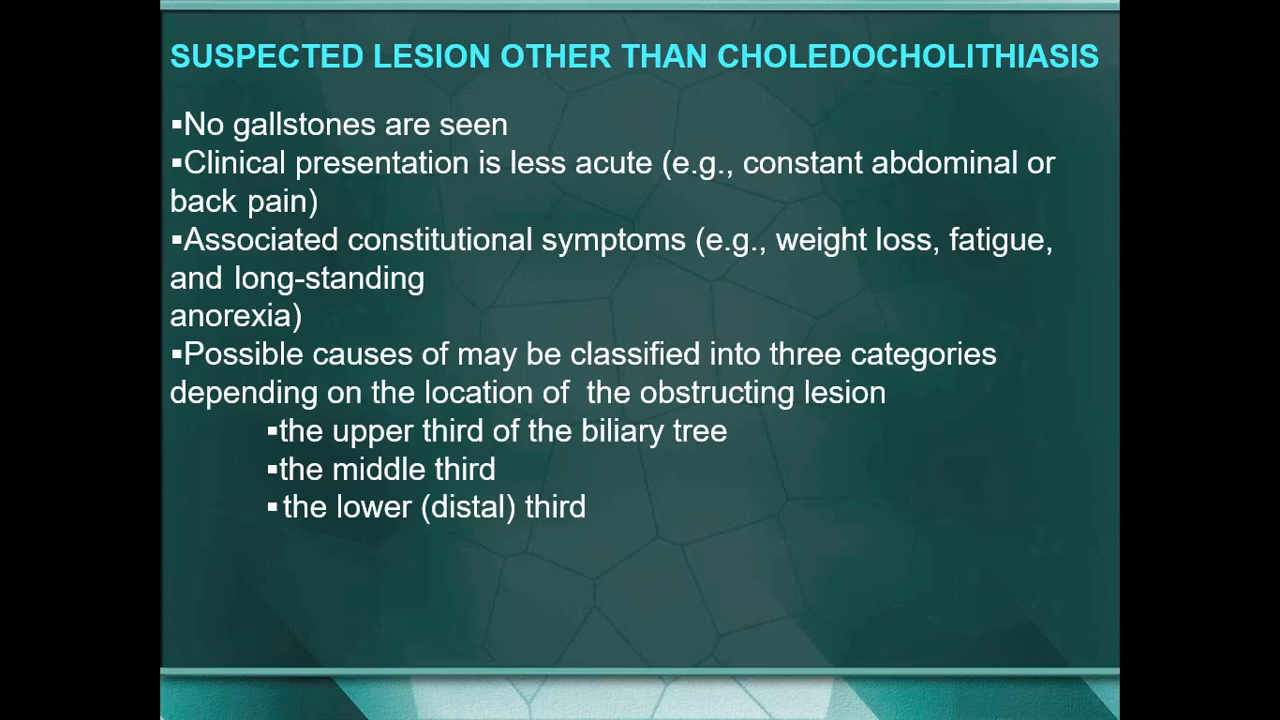 SUSPECTED LESION OTHER THAN CHOLEDOCHOLITHIASIS
▪No gallstones are seen
▪Clinical presentation is less acute (e.g., constant abdominal or
back pain)
▪Associated constitutional symptoms (e.g., weight loss, fatigue,
and long-standing
anorexia)
▪Possible causes of may be classified into three categories
depending on the location of  the obstructing lesion
▪the upper third of the biliary tree
▪the middle third
▪the lower (distal) third